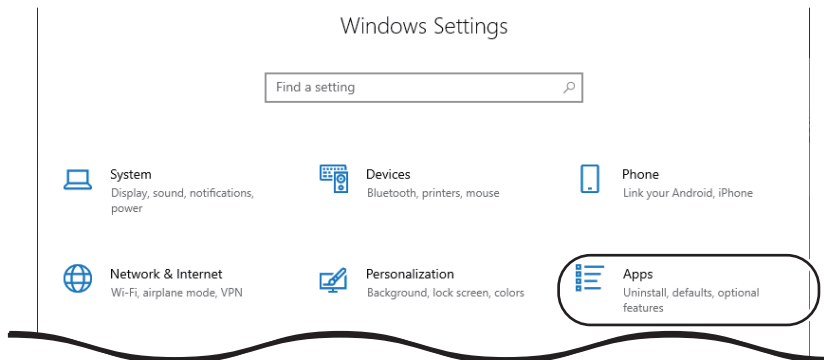 Windows Settings
Find a setting
System
Display, sound, notifications,
power
Devices
Bluetooth, printers, mouse
Phone
Link your Android, iPhone
Network & Internet
Wi-Fi, airplane mode, VPN
Personalization
Background, lock screen, colors
Apps
Uninstall, defaults, optional
features